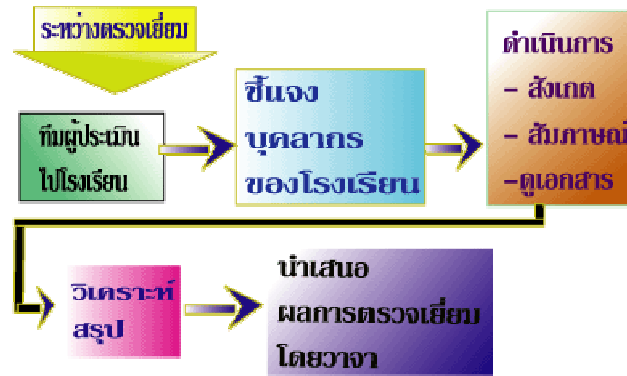 ระหว่างตรวจเยี่ยม
ทีมผู้ประเมิน
ไปโรงเรียน
ชี้แจง
บุคลากร
ของโรงเรียน
ดำเนินการ
- สังเกต
- สัมภาษณ์
-ดูเอกสาร
วิเคราะห์
สรุป
นำเสนอ
ผลการตรวจเยี่ยม
โดยวาจา